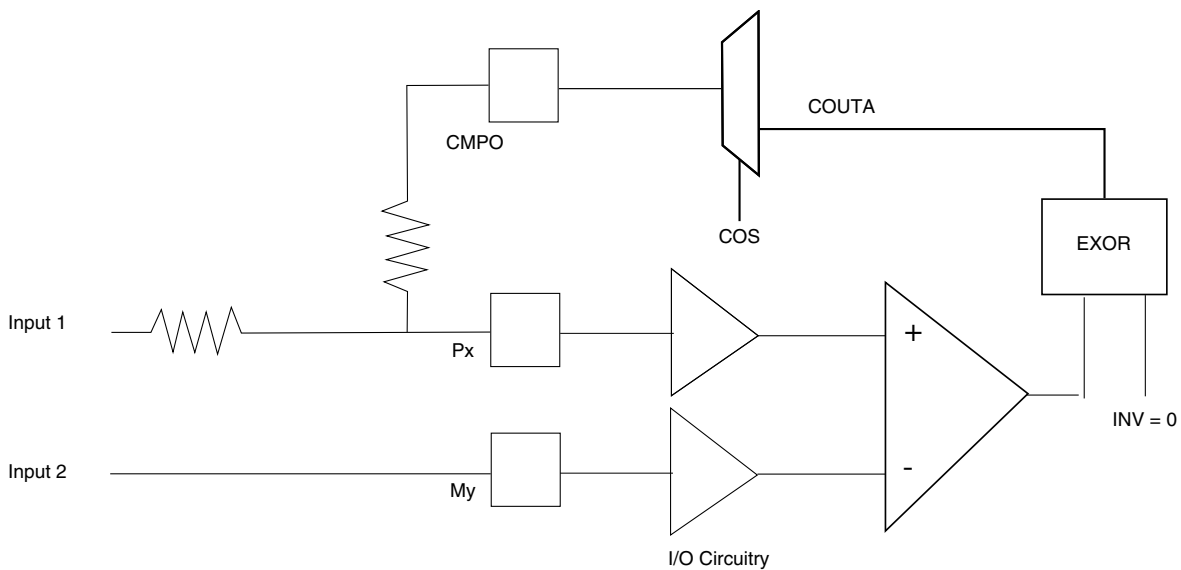 COUTA
CMPO
COS
EXOR
Input 1
Px
+
INV = 0
Input 2
My
-
I/O Circuitry